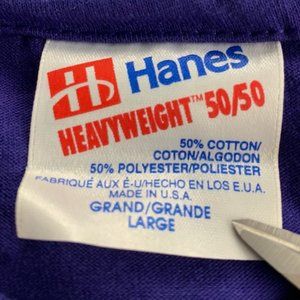 Hanes
HEAVYWEIGHT™ 50/50
50% COTTON/
COTON/ALGODON
50% POLYESTER/POLIESTER
FABRIQUÉ AUX É-U/HECHO EN LOS E.U.A.
MADE IN U.S.A.
GRAND/GRANDE
LARGE